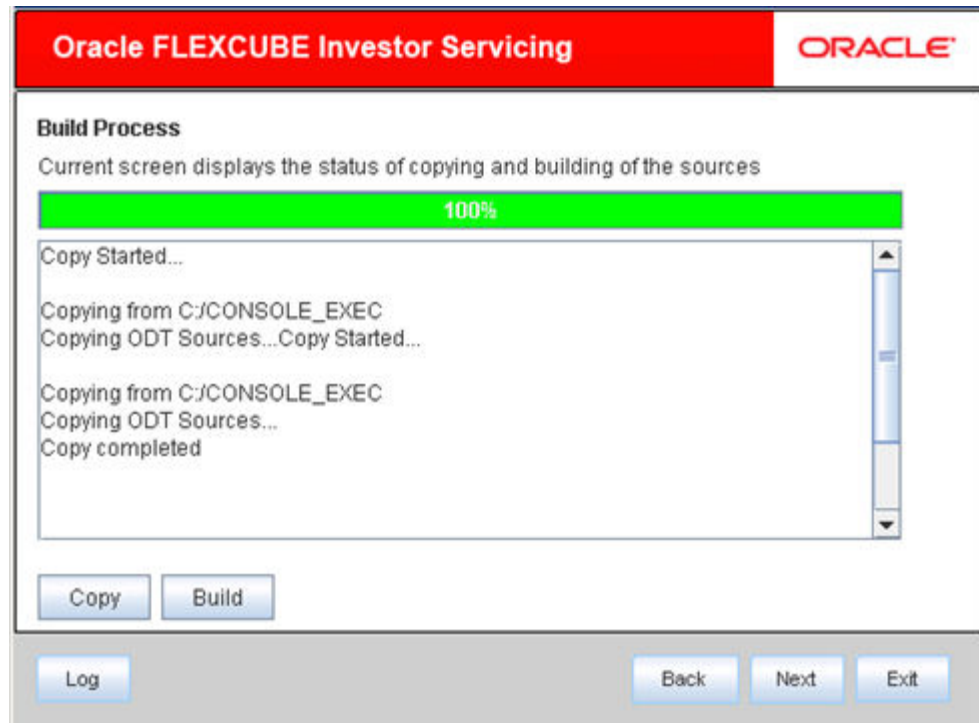 Oracle FLEXCUBE Investor Servicing
ORACLE
Build Process
Current screen displays the status of copying and building of the sources
100%
Copy Started...
Copying from C:/CONSOLE_EXEC
Copying ODT Sources...Copy Started...
Copying from C:/CONSOLE_EXEC
Copying ODT Sources...
Copy completed
Copy
Build
Log
Back
Next
Exit